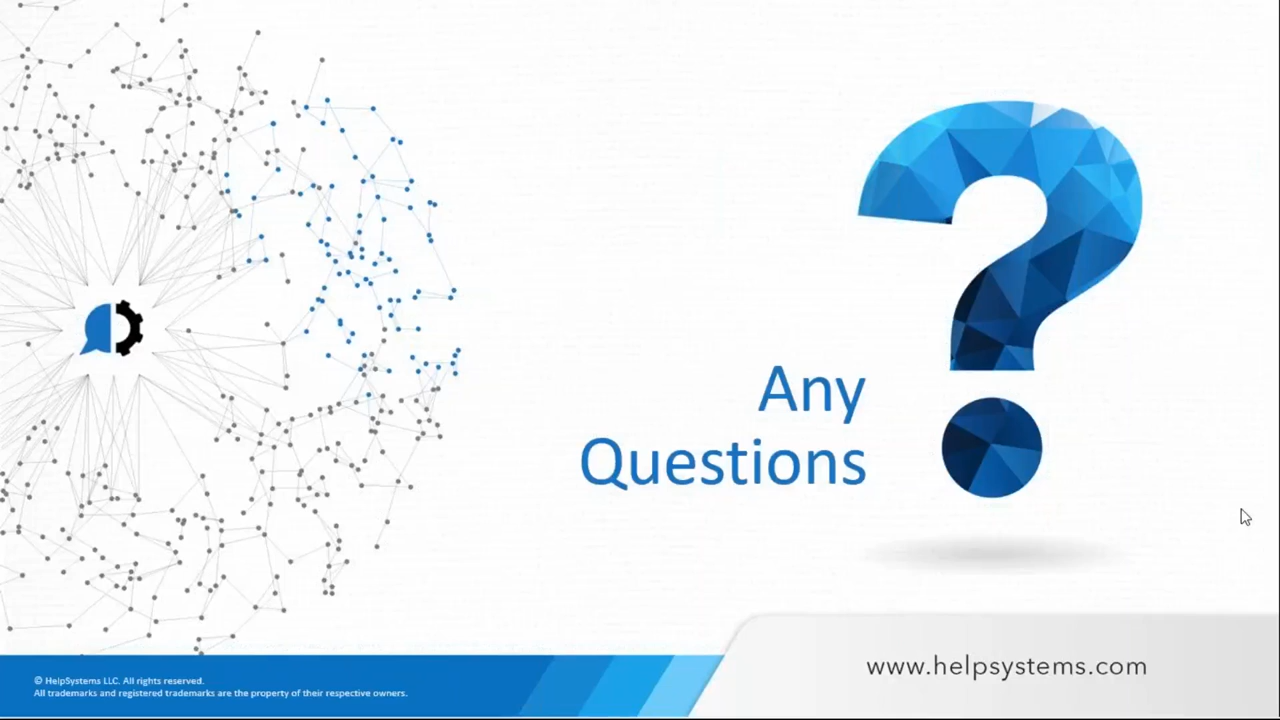 Any
Questions
www.helpsystems.com
© HelpSystems LLC. All rights reserved.
All trademarks and registered trademarks are the property of their respective owners.